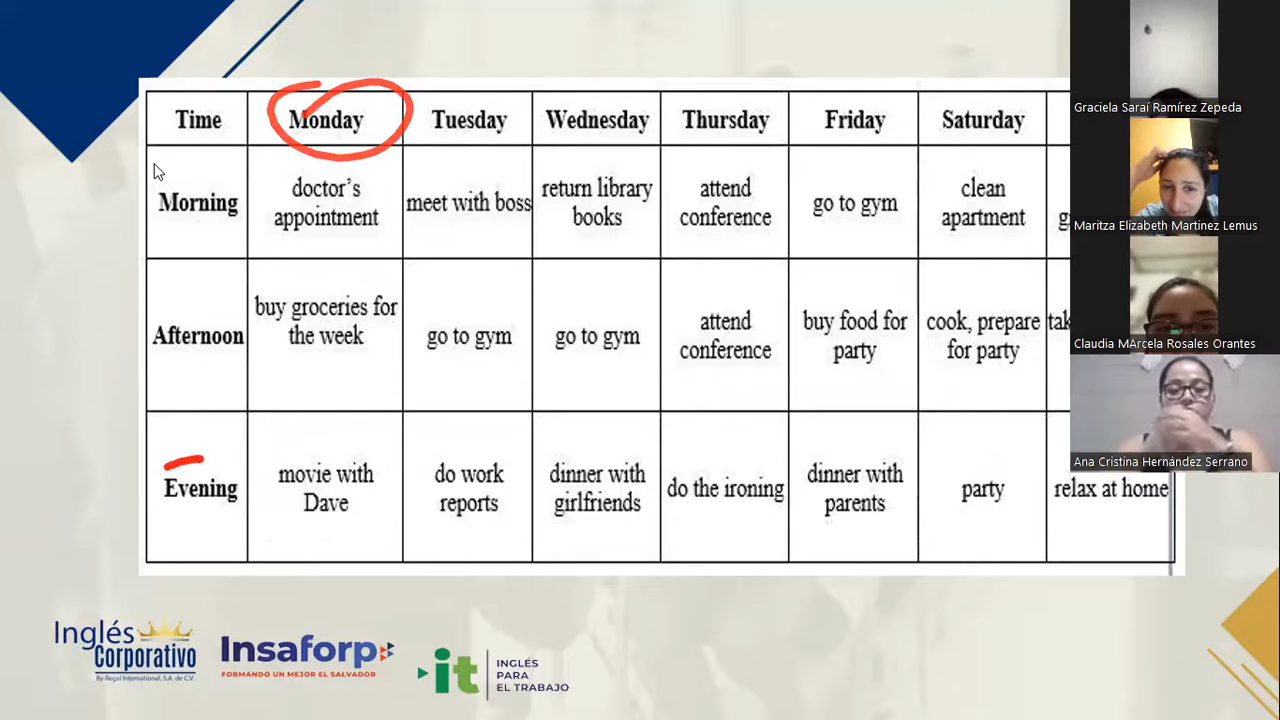 Time Monday Tuesday Wednesday Thursday Friday Saturday
Morning doctor's appointment meet with boss return library books attend conference go to gym clean apartment
Afternoon buy groceries for the week go to gym go to gym attend conference buy food for party cook, prepare for party
Evening movie with Dave do work reports dinner with girlfriends do the ironing dinner with parents party relax at home
Graciela Saraí Ramírez Zepeda
Maritza Elizabeth Martinez Lemus
Claudia MArcela Rosales Orantes
Ana Cristina Hernández Serrano
Inglés
Corporativo
By Regal International, S.A. de C.V.
Insaforp
FORMANDO UN MEJOR EL SALVADOR
it
INGLÉS
PARA
EL TRABAJO